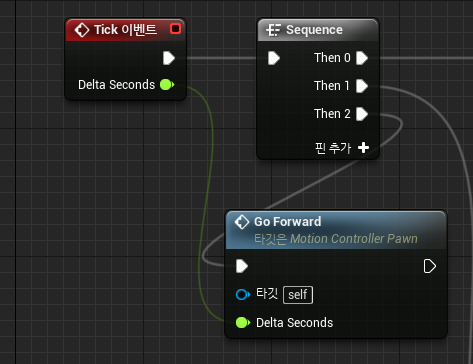 Tick 이벤트
Delta Seconds
Sequence
Then 0
Then 1
Then 2
핀 추가
Go Forward
타깃은 Motion Controller Pawn
타깃 self
Delta Seconds